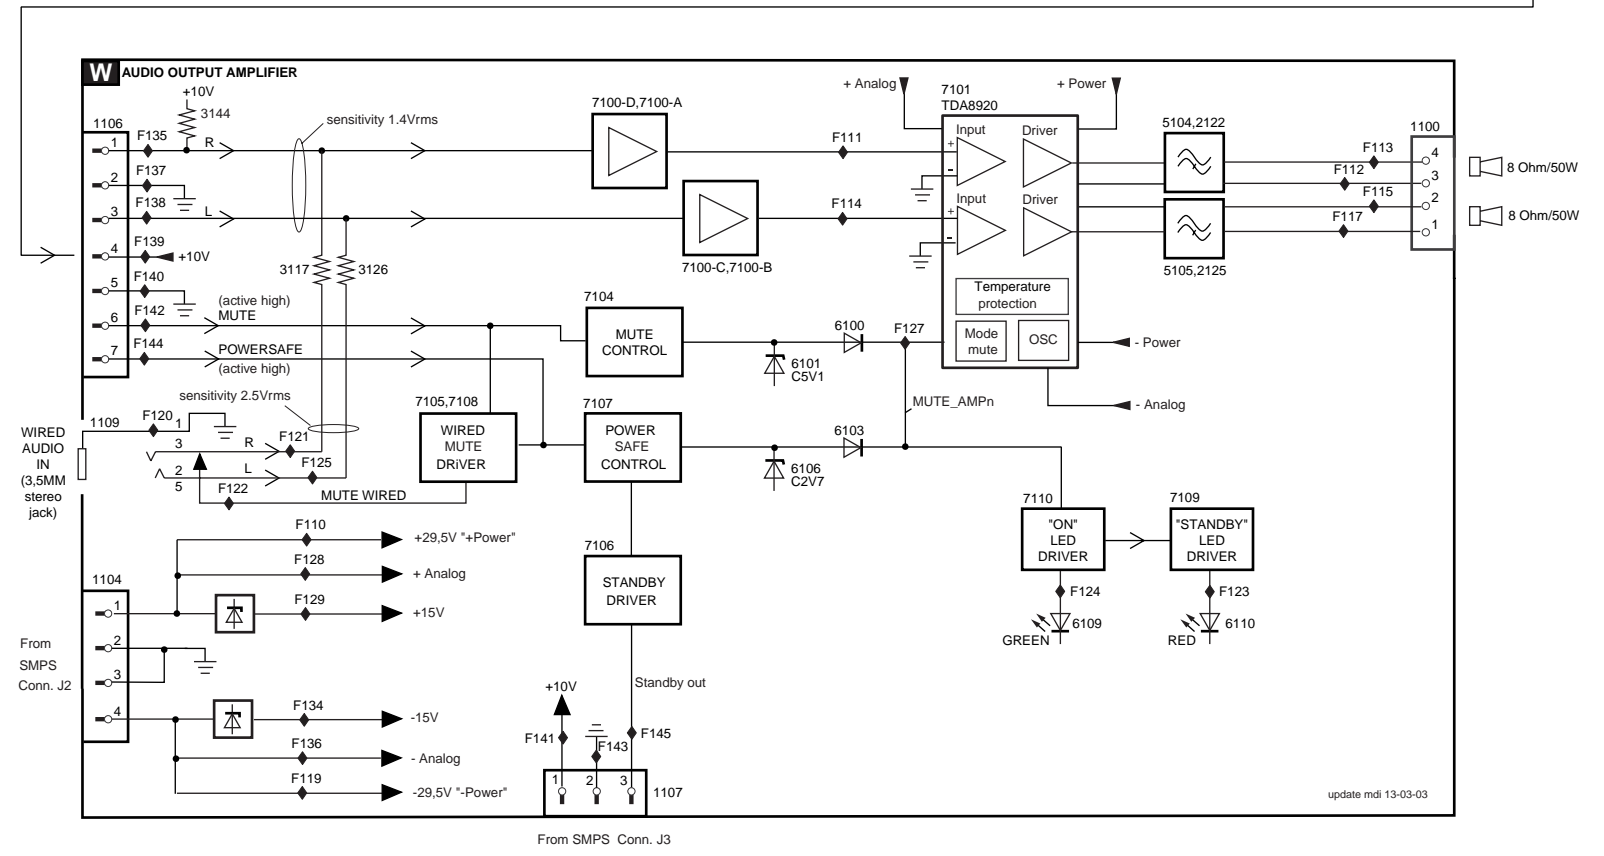 W AUDIO OUTPUT AMPLIFIER
+10V
3144
1106
F135
1
R
sensitivity 1.4Vrms
F137
2
F138
3
L
F139
4
+10V
F140
5
3117
3126
F142
6
(active high)
MUTE
F144
7
POWERSAFE
(active high)
7100-D,7100-A
7100-C,7100-B
F111
F114
+ Analog
+ Power
7101
TDA8920
Input
Driver
+
-
Input
Driver
+
-
Temperature
protection
Mode
mute
OSC
- Power
- Analog
5104,2122
5105,2125
1100
F113
4
F112
3
F115
2
F117
1
8 Ohm/50W
8 Ohm/50W
7104
MUTE
CONTROL
6100
F127
6101
C5V1
MUTE_AMPn
sensitivity 2.5Vrms
7105,7108
WIRED
MUTE
DRiVER
7107
POWER
SAFE
CONTROL
6103
6106
C2V7
WIRED
AUDIO
IN
(3,5MM
stereo
jack)
1109
F120
1
3
R
F121
2
L
F125
5
F122
MUTE WIRED
7110
"ON"
LED
DRIVER
7109
"STANDBY"
LED
DRIVER
F124
F123
6109
GREEN
6110
RED
F110
+29,5V "+Power"
F128
+ Analog
1104
1
F129
+15V
2
3
From
SMPS
Conn. J2
4
F134
-15V
F136
- Analog
F119
-29,5V "-Power"
7106
STANDBY
DRIVER
Standby out
+10V
F141
F143
F145
1
2
3
1107
From SMPS Conn. J3
update mdi 13-03-03